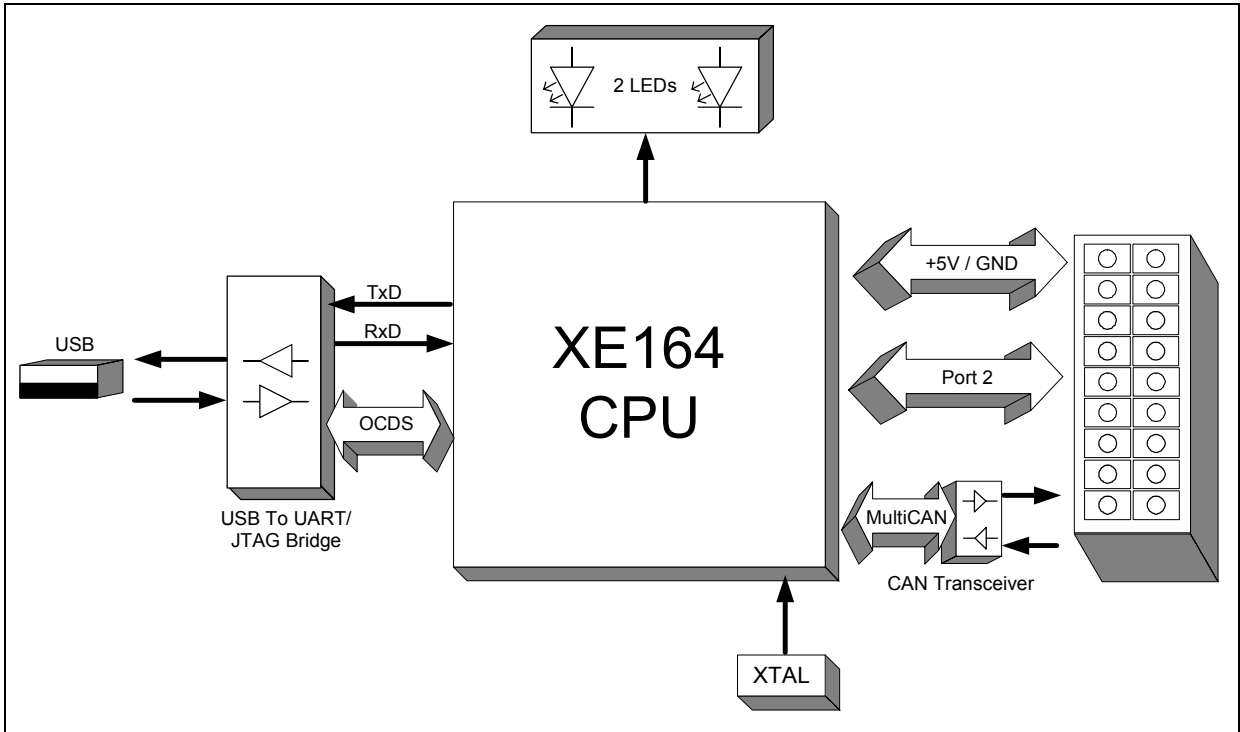 2 LEDs
+5V / GND
TxD
RxD
USB
XE164
CPU
Port 2
OCDS
MultiCAN
USB To UART/
JTAG Bridge
CAN Transceiver
XTAL